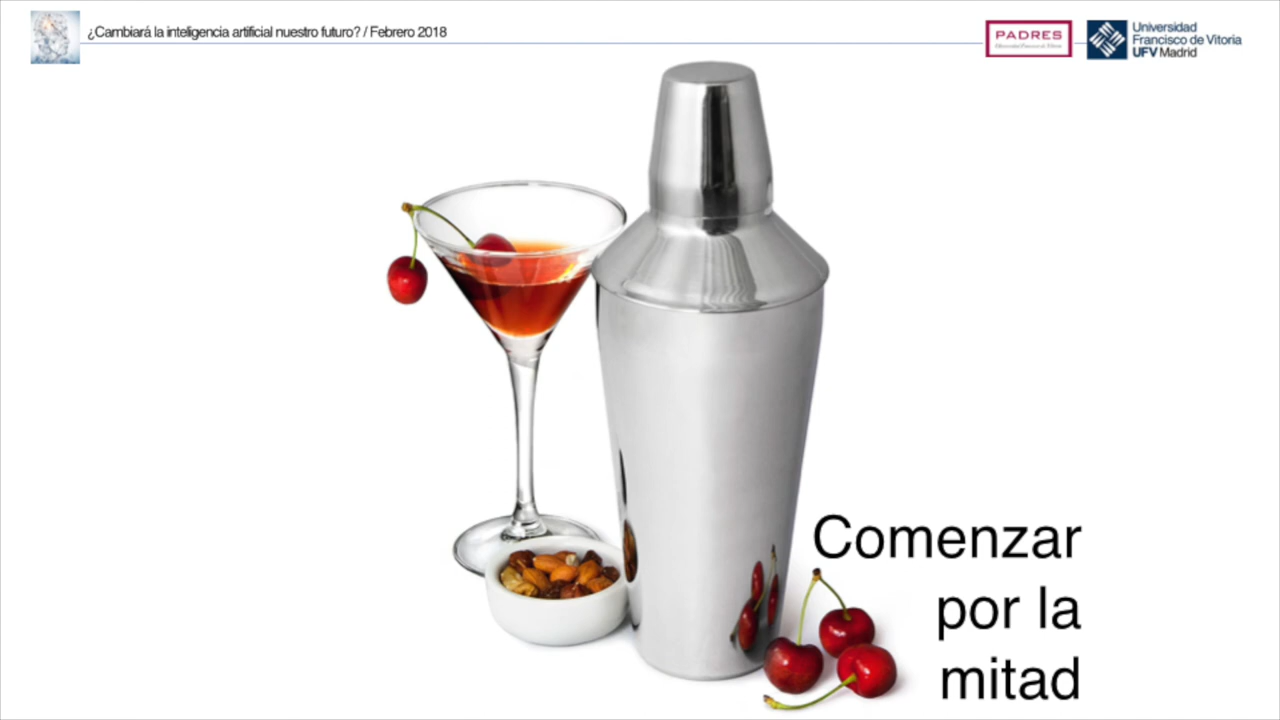 ¿Cambiará la inteligencia artificial nuestro futuro? / Febrero 2018
PADRES
Universidad
Francisco de Vitoria
UFV Madrid
Comenzar
por la
mitad